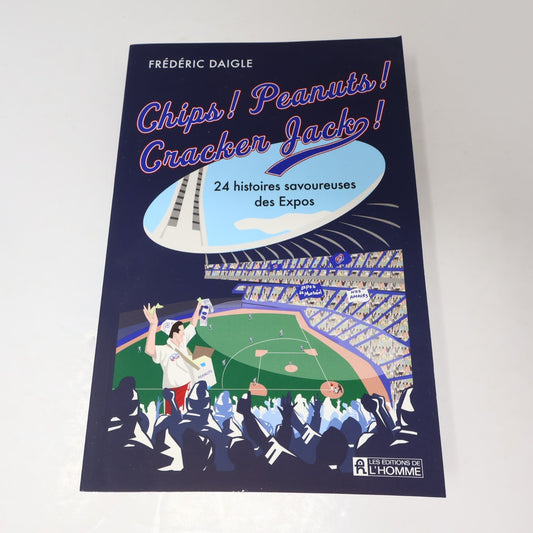 FRÉDÉRIC DAIGLE
Chips! Peanuts!
Cracker Jack!
24 histoires savoureuses
des Expos
LES ÉDITIONS DE
L'HOMME